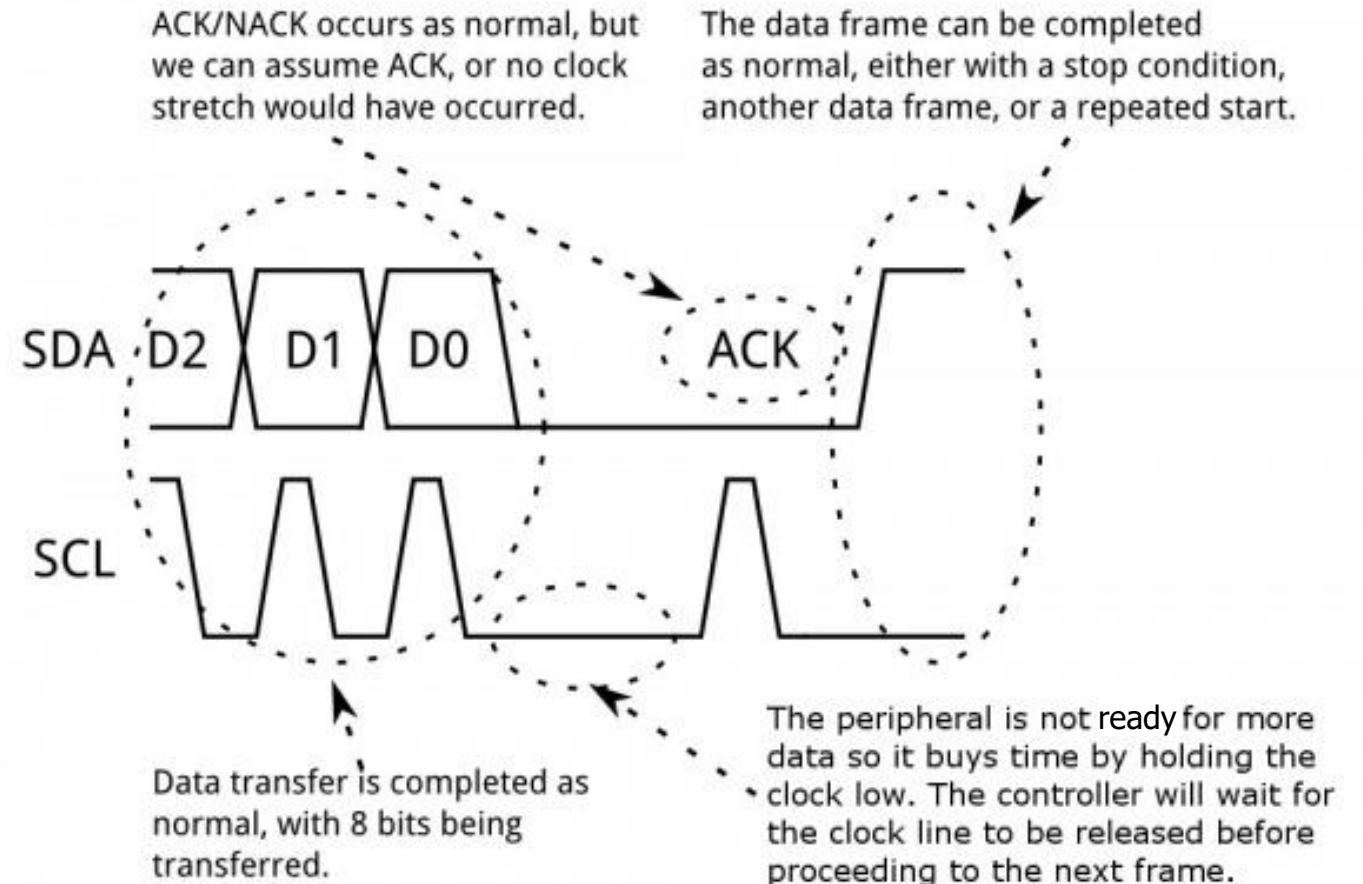 ACK/NACK occurs as normal, but
we can assume ACK, or no clock
stretch would have occurred.
The data frame can be completed
as normal, either with a stop condition,
another data frame, or a repeated start.
SDA D2 D1 D0 ACK
SCL
Data transfer is completed as
normal, with 8 bits being
transferred.
The peripheral is not ready for more
data so it buys time by holding the
clock low. The controller will wait for
the clock line to be released before
proceeding to the next frame.